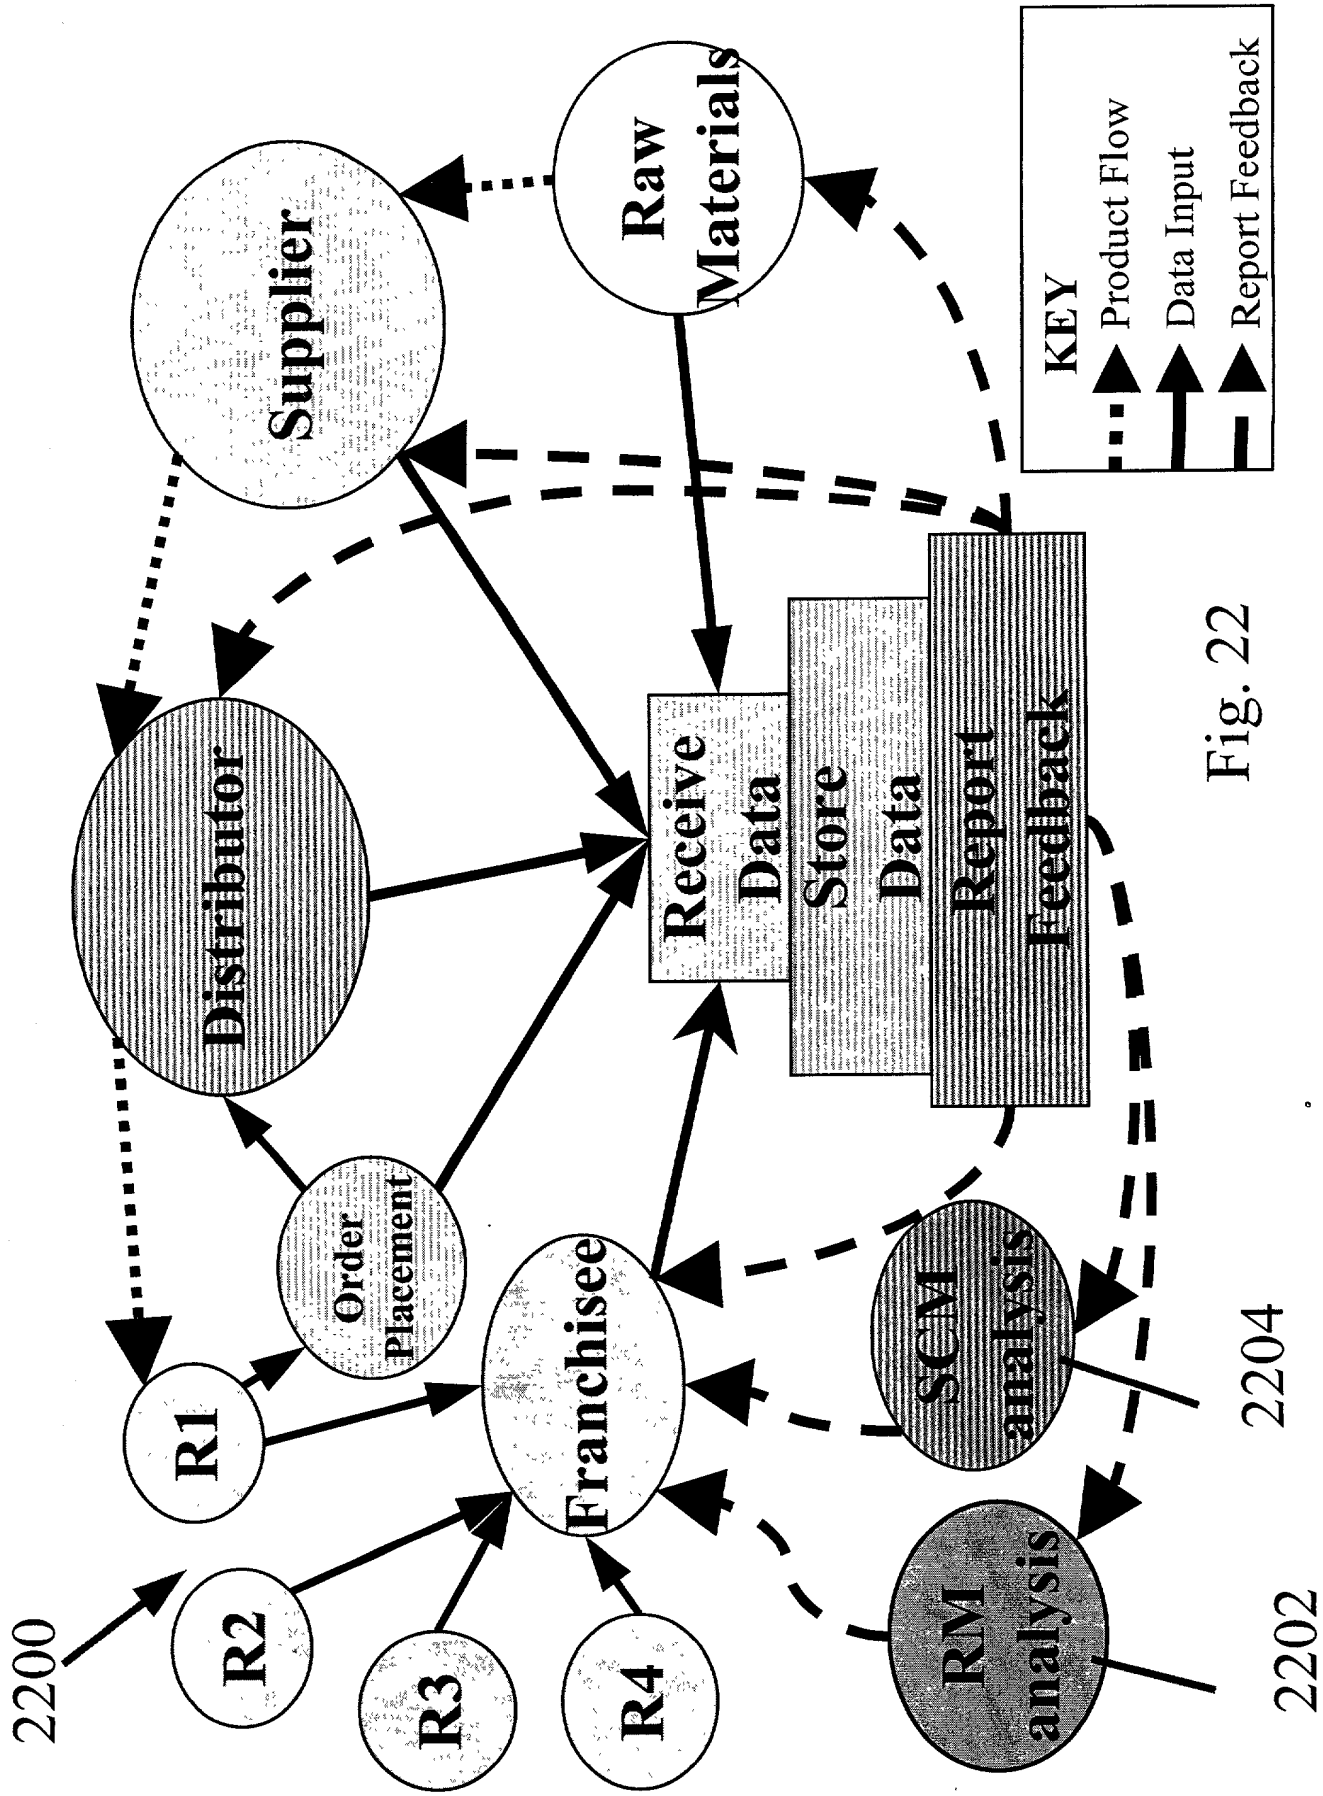 2200
R1
R2
R3
R4
Order
Placement
Distributor
Supplier
Raw
Materials
Franchisee
Receive
Data
Store
Data
Report
Feedback
SCM
analysis
RM
analysis
2202
2204
Fig. 22
KEY
Product Flow
Data Input
Report Feedback